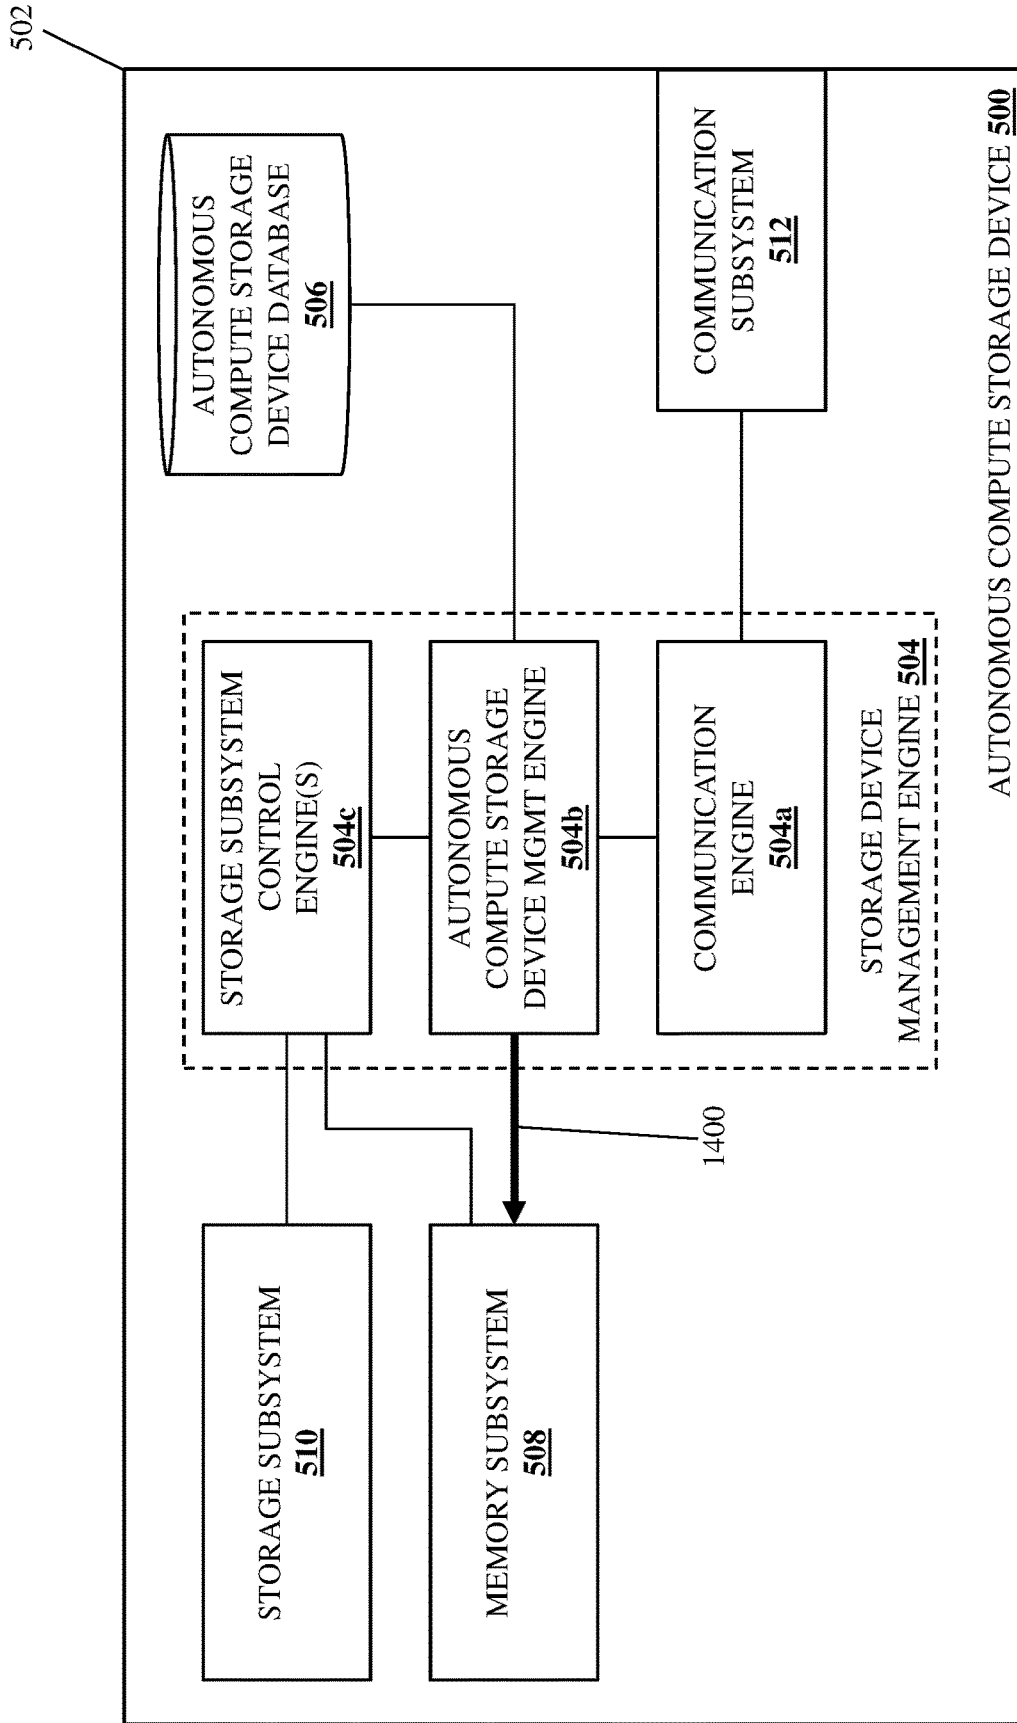 502
AUTONOMOUS
COMPUTE STORAGE
DEVICE DATABASE
506
COMMUNICATION
SUBSYSTEM
512
STORAGE SUBSYSTEM
CONTROL
ENGINE(S)
504c
AUTONOMOUS
COMPUTE STORAGE
DEVICE MGMT ENGINE
504b
COMMUNICATION
ENGINE
504a
STORAGE DEVICE
MANAGEMENT ENGINE 504
1400
STORAGE SUBSYSTEM
510
MEMORY SUBSYSTEM
508
AUTONOMOUS COMPUTE STORAGE DEVICE 500